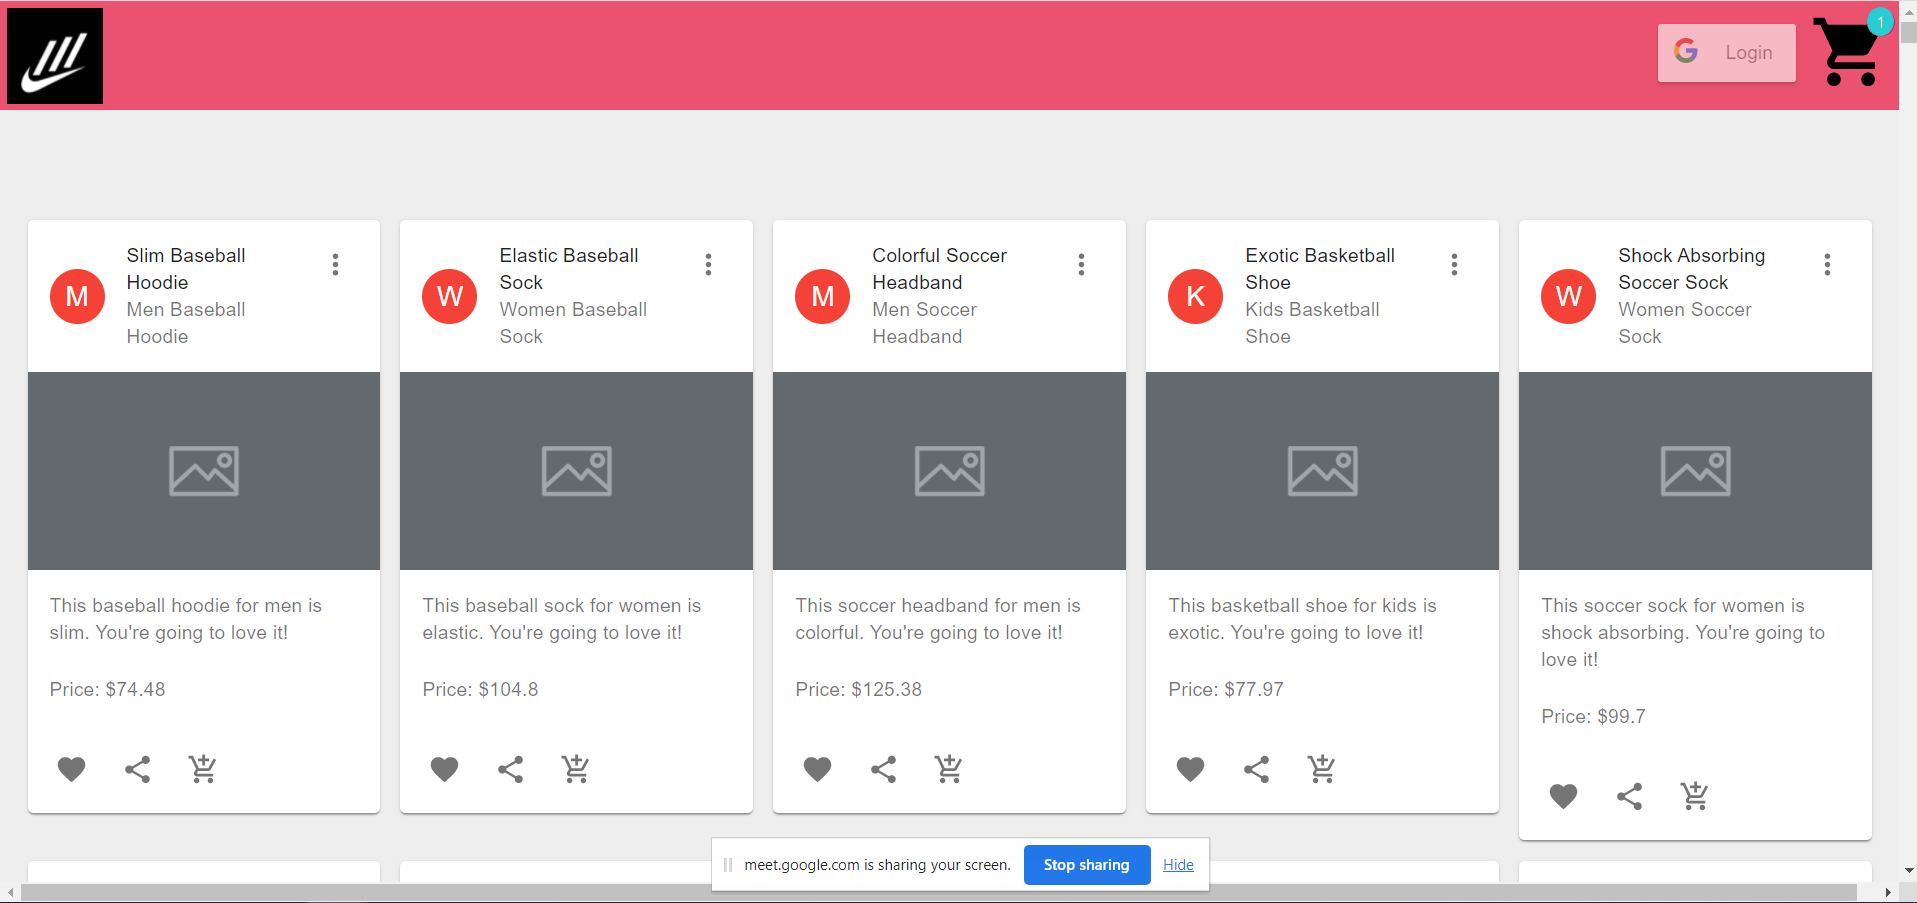 Login
1
M
Slim Baseball
Hoodie
Men Baseball
Hoodie
This baseball hoodie for men is
slim. You're going to love it!
Price: $74.48
W
Elastic Baseball
Sock
Women Baseball
Sock
This baseball sock for women is
elastic. You're going to love it!
Price: $104.8
M
Colorful Soccer
Headband
Men Soccer
Headband
This soccer headband for men is
colorful. You're going to love it!
Price: $125.38
K
Exotic Basketball
Shoe
Kids Basketball
Shoe
This basketball shoe for kids is
exotic. You're going to love it!
Price: $77.97
W
Shock Absorbing
Soccer Sock
Women Soccer
Sock
This soccer sock for women is
shock absorbing. You're going to
love it!
Price: $99.7
meet.google.com is sharing your screen. Stop sharing Hide